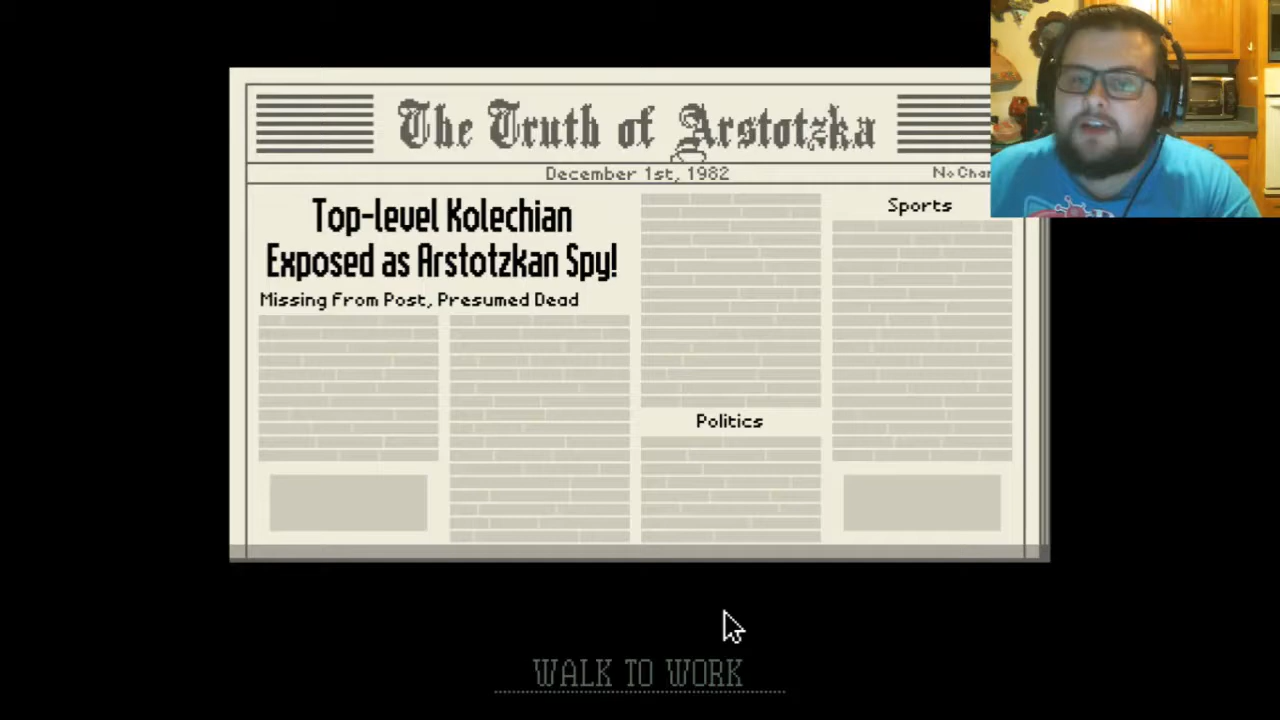 The Truth of Arstotzka
December 1st, 1982
No
Top-level Kolechian
Exposed as Arstotzkan Spy!
Missing From Post, Presumed Dead
Politics
Sports
WALK TO WORK